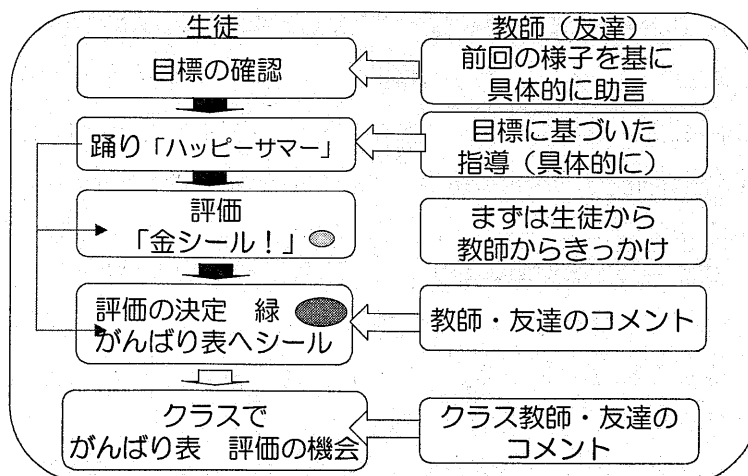 生徒
教師（友達）
目標の確認
前回の様子を基に
具体的に助言
踊り「ハッピーサマー」
目標に基づいた
指導（具体的に）
評価
「金シール！」
まずは生徒から
教師からきっかけ
評価の決定　緑
がんばり表へシール
教師・友達のコメント
クラスで
がんばり表　評価の機会
クラス教師・友達の
コメント